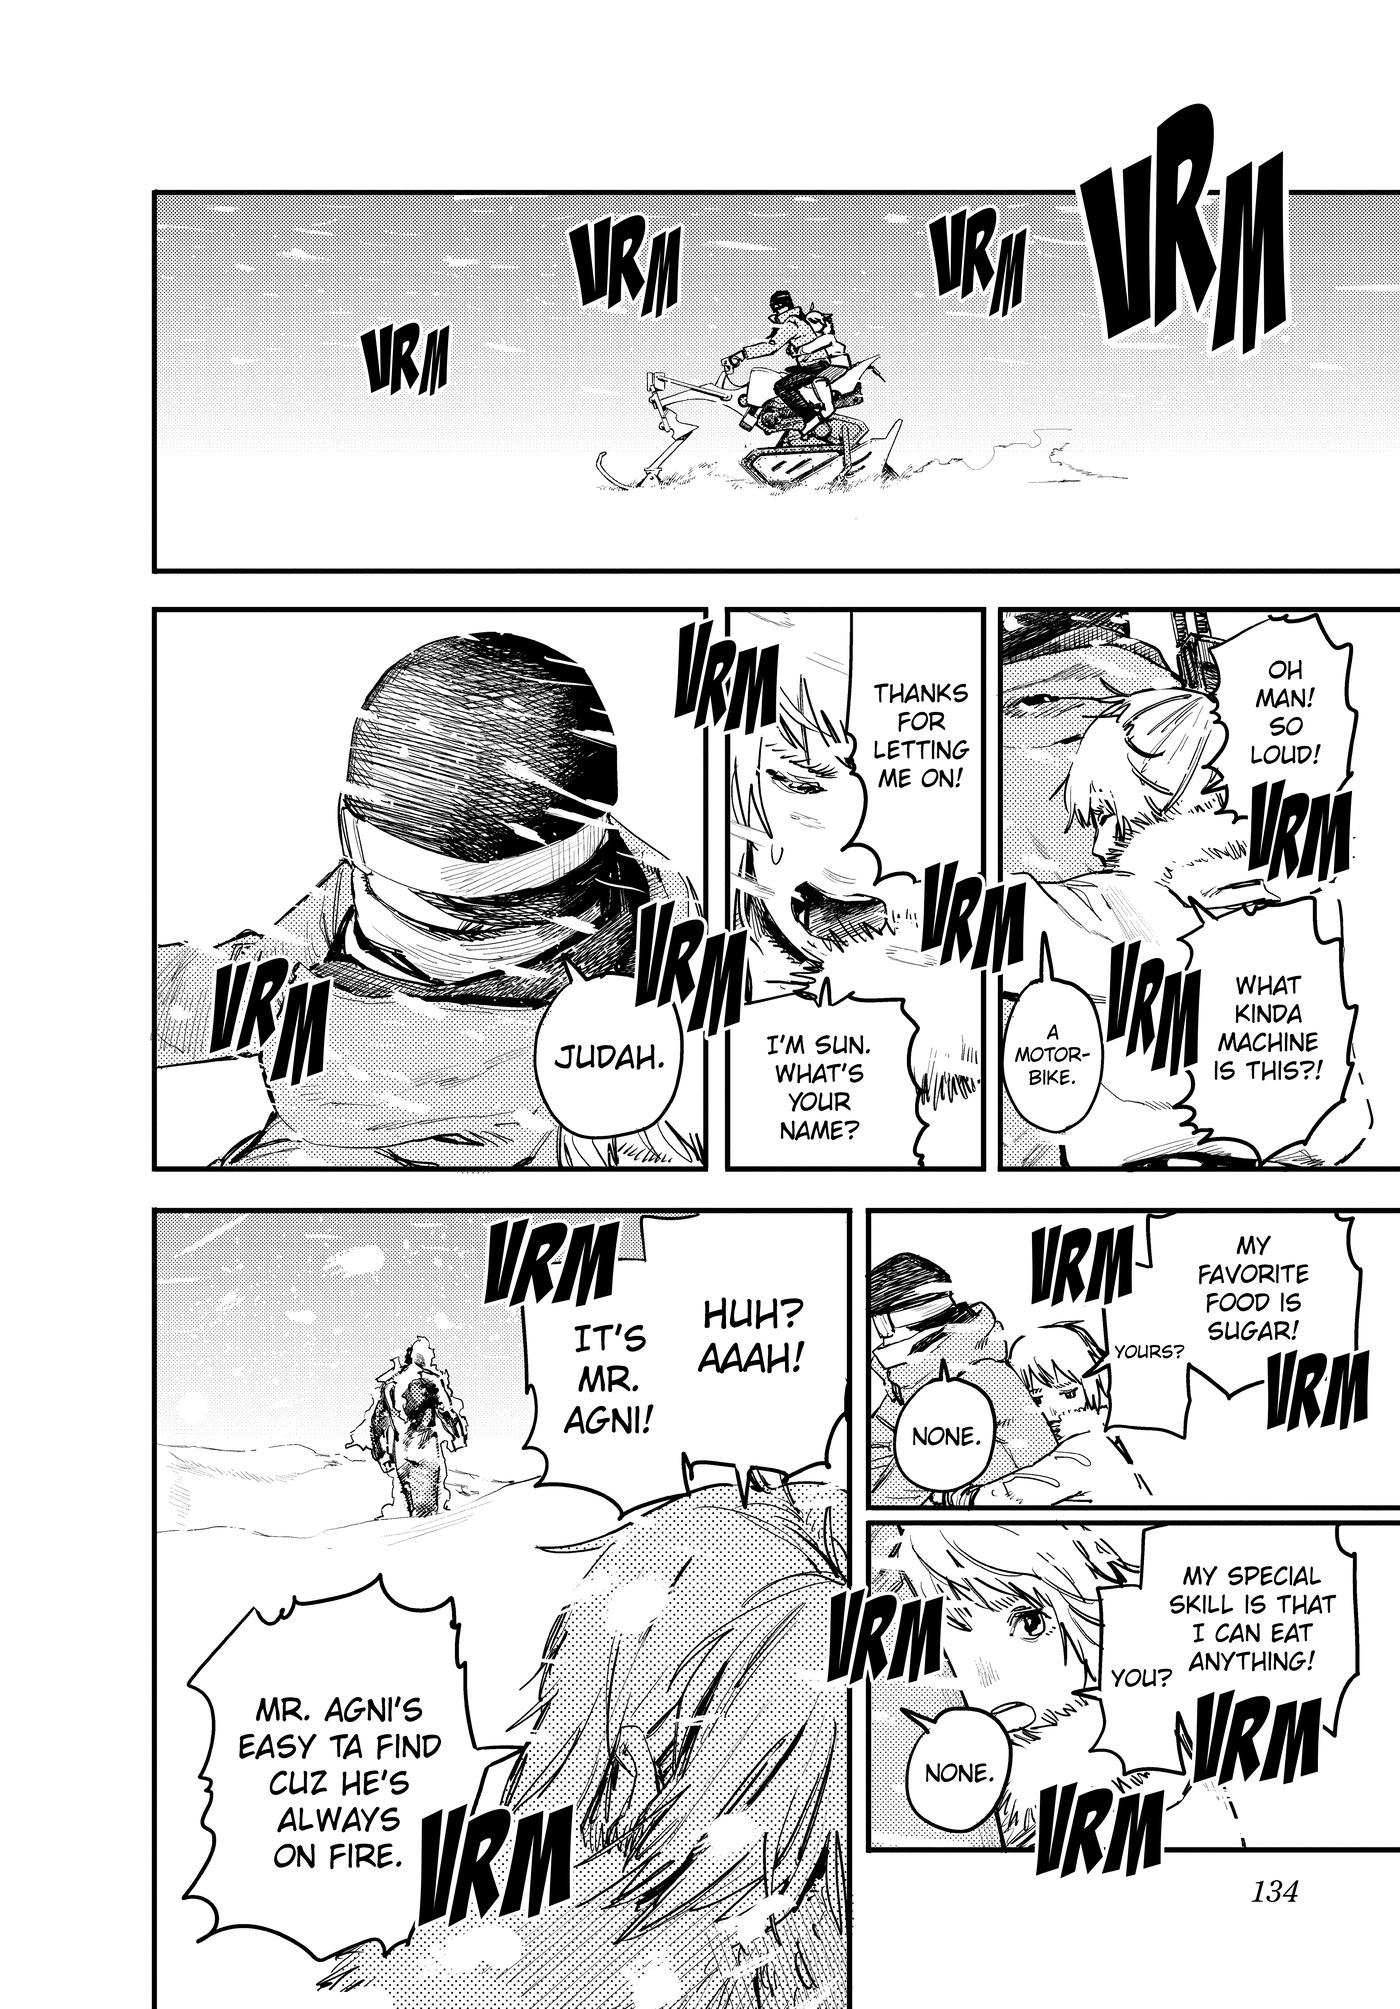 VRM
VRM
VRM
VRM
OH
MAN!
SO
LOUD!
VRM
WHAT
KINDA
MACHINE
IS THIS?!
VRM
A
MOTOR-
BIKE.
THANKS
FOR
LETTING
ME ON!
VRM
VRM
I'M SUN.
WHAT'S
YOUR
NAME?
VRM
JUDAH.
VRM
MY
FAVORITE
FOOD IS
SUGAR!
YOURS?
VRM
VRM
NONE.
MY SPECIAL
SKILL IS THAT
I CAN EAT
ANYTHING!
YOU?
VRM
VRM
NONE.
VRM
HUH?
AAAH!
IT'S
MR.
AGNI!
VRM
MR. AGNI'S
EASY TA FIND
CUZ HE'S
ALWAYS
ON FIRE.
VRM
134